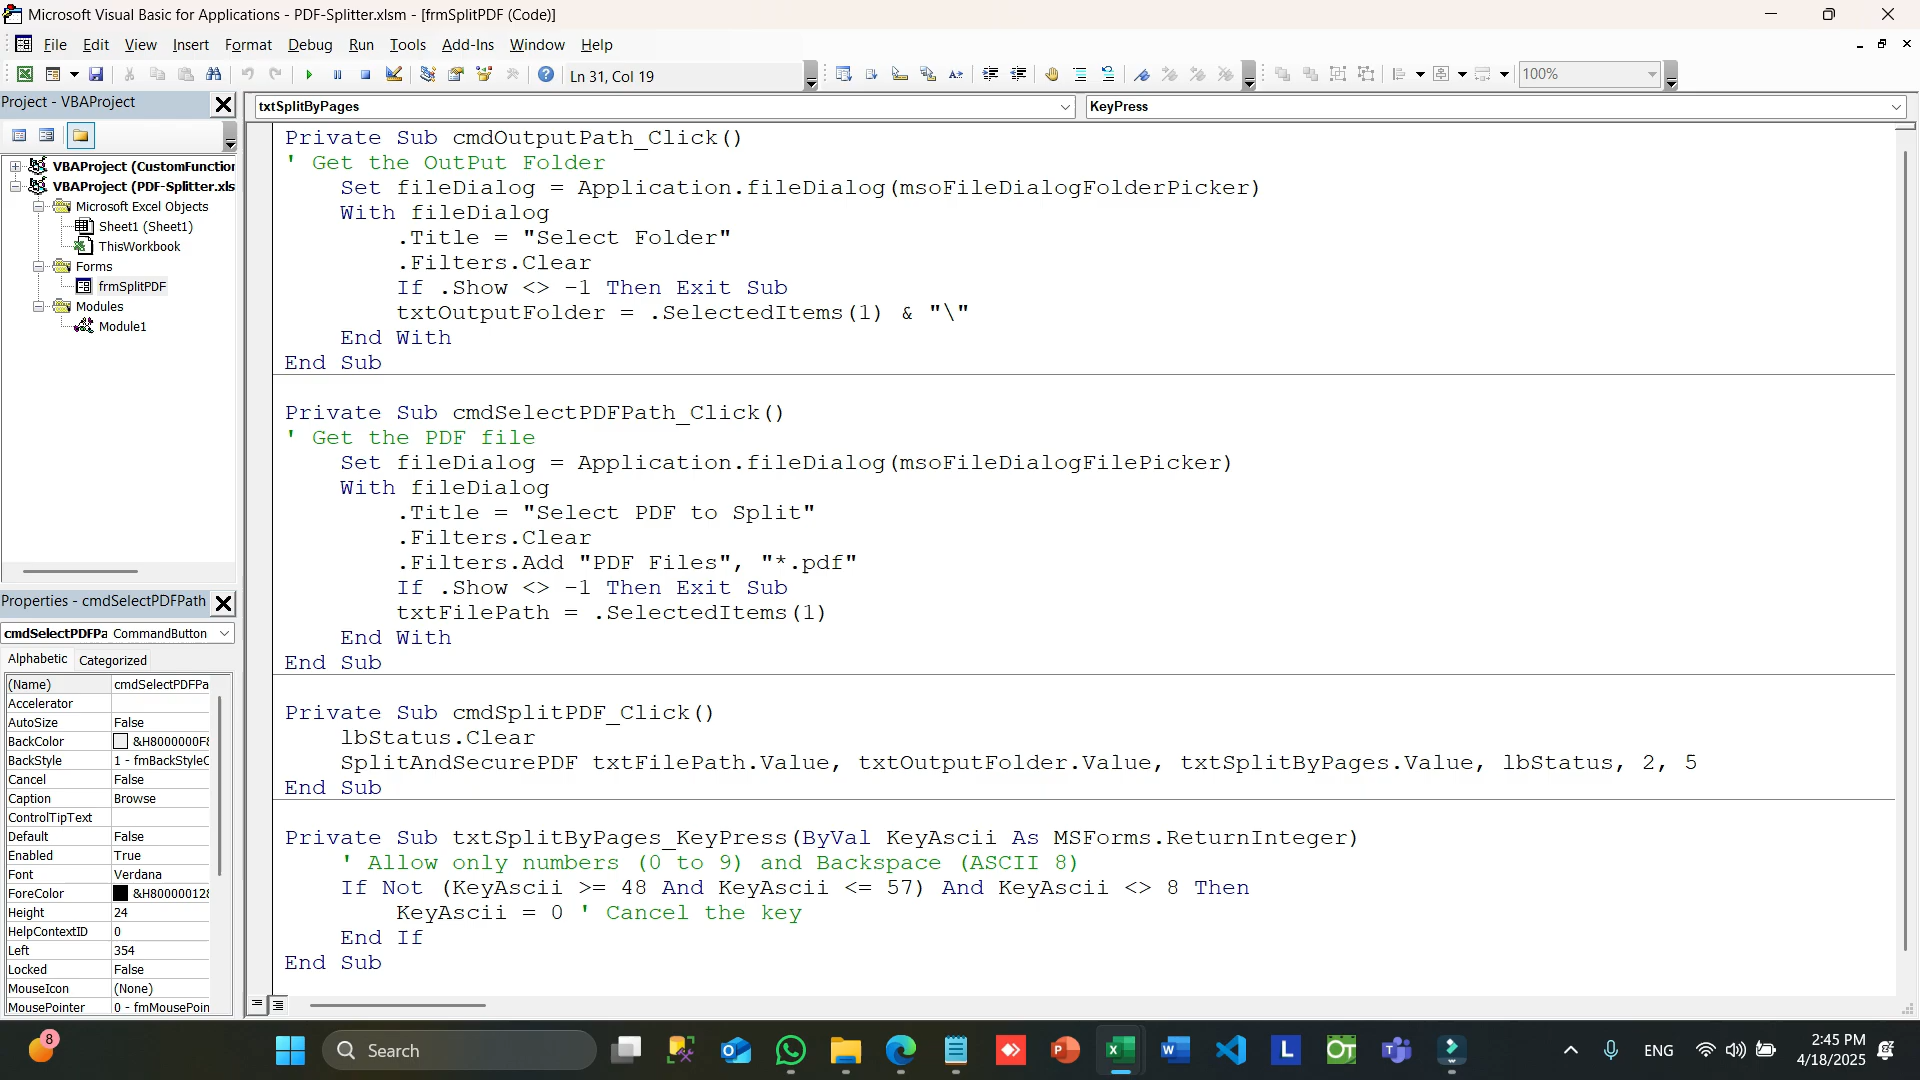 Microsoft Visual Basic for Applications - PDF-Splitter.xlsm - [frmSplitPDF (Code)]
File Edit View Insert Format Debug Run Tools Add-Ins Window Help
Ln 31, Col 19
100%
Project - VBAProject
txtSplitByPages
KeyPress
VBAProject (CustomFunction
VBAProject (PDF-Splitter.xls
Microsoft Excel Objects
Sheet1 (Sheet1)
ThisWorkbook
Forms
frmSplitPDF
Modules
Module1
Properties - cmdSelectPDFPath
cmdSelectPDFPa CommandButton
Alphabetic Categorized
(Name) cmdSelectPDFPa
Accelerator
AutoSize False
BackColor &H8000000F&
BackStyle 1 - fmBackStyleO
Cancel False
Caption Browse
ControlTipText
Default False
Enabled True
Font Verdana
ForeColor &H80000012&
Height 24
HelpContextID 0
Left 354
Locked False
MouseIcon (None)
MousePointer 0 - fmMousePoin
Private Sub cmdOutputPath_Click()
' Get the OutPut Folder
Set fileDialog = Application.fileDialog(msoFileDialogFolderPicker)
With fileDialog
.Title = "Select Folder"
.Filters.Clear
If .Show <> -1 Then Exit Sub
txtOutputFolder = .SelectedItems(1) & "\"
End With
End Sub
Private Sub cmdSelectPDFPath_Click()
' Get the PDF file
Set fileDialog = Application.fileDialog(msoFileDialogFilePicker)
With fileDialog
.Title = "Select PDF to Split"
.Filters.Clear
.Filters.Add "PDF Files", "*.pdf"
If .Show <> -1 Then Exit Sub
txtFilePath = .SelectedItems(1)
End With
End Sub
Private Sub cmdSplitPDF_Click()
lbStatus.Clear
SplitAndSecurePDF txtFilePath.Value, txtOutputFolder.Value, txtSplitByPages.Value, lbStatus, 2, 5
End Sub
Private Sub txtSplitByPages_KeyPress(ByVal KeyAscii As MSForms.ReturnInteger)
' Allow only numbers (0 to 9) and Backspace (ASCII 8)
If Not (KeyAscii >= 48 And KeyAscii <= 57) And KeyAscii <> 8 Then
KeyAscii = 0 ' Cancel the key
End If
End Sub
8
Search
L
OT
ENG
2:45 PM
4/18/2025